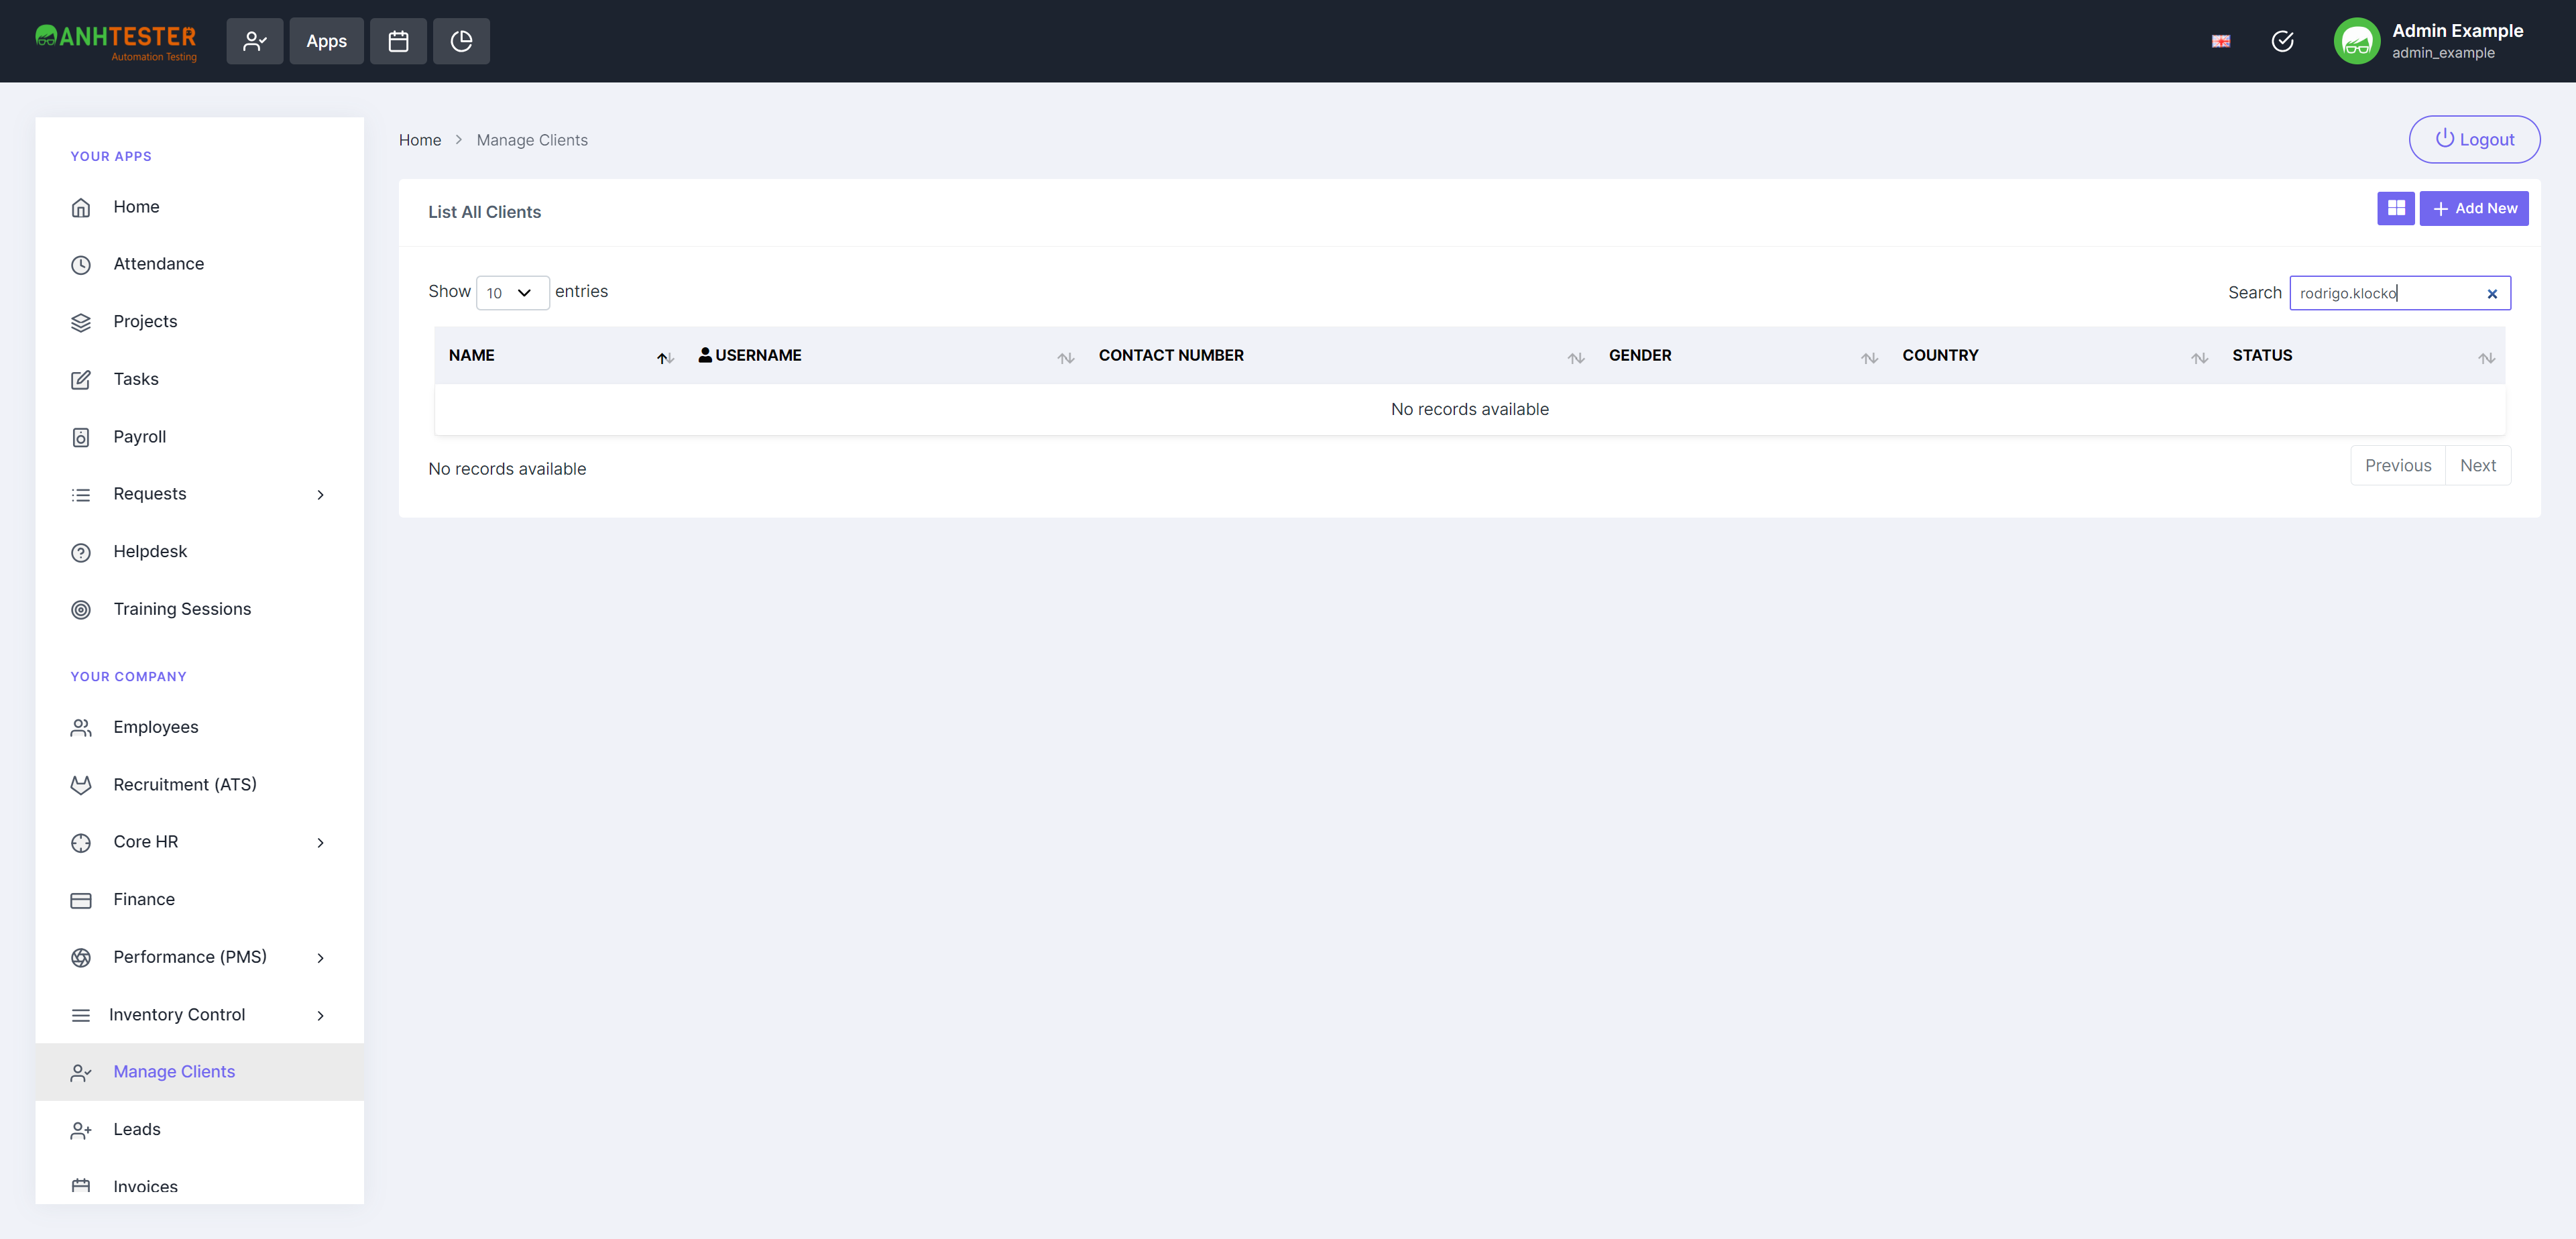 ANHTESTER
Automation Testing
Apps
Admin Example
admin_example
YOUR APPS
Home
Attendance
Projects
Tasks
Payroll
Requests
Helpdesk
Training Sessions
YOUR COMPANY
Employees
Recruitment (ATS)
Core HR
Finance
Performance (PMS)
Inventory Control
Manage Clients
Leads
Invoices
Home > Manage Clients
Logout
List All Clients
Add New
Show 10 entries
Search rodrigo.klocko
NAME USERNAME CONTACT NUMBER GENDER COUNTRY STATUS
No records available
No records available
Previous Next